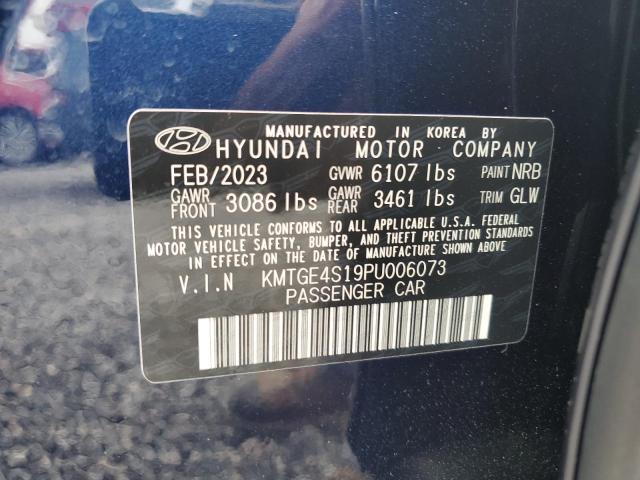 MANUFACTURED IN KOREA BY
HYUNDAI MOTOR COMPANY
FEB/2023 GVWR 6107 lbs PAINT NRB
GAWR FRONT 3086 lbs GAWR REAR 3461 lbs TRIM GLW
THIS VEHICLE CONFORMS TO ALL APPLICABLE U.S.A. FEDERAL
MOTOR VEHICLE SAFETY, BUMPER, AND THEFT PREVENTION STANDARDS
IN EFFECT ON THE DATE OF MANUFACTURE SHOWN ABOVE.
V.I.N KMTGE4S19PU006073
PASSENGER CAR